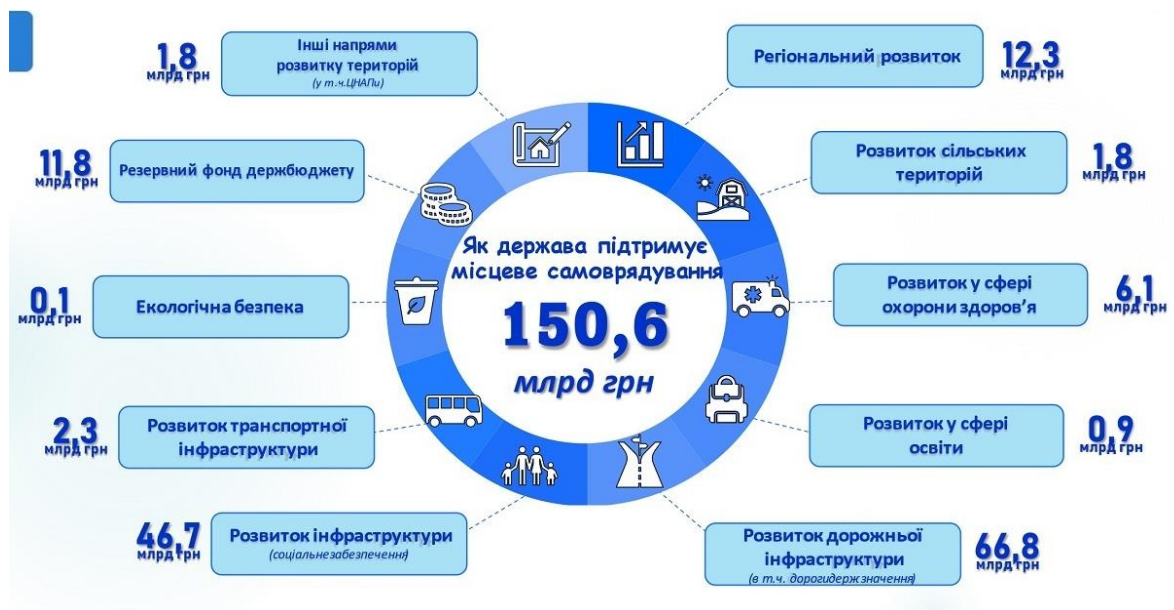 Як держава підтримує
місцеве самоврядування
150,6
млрд грн
Регіональний розвиток
12,3
млрд грн
Розвиток сільських
територій
1,8
млрд грн
Розвиток у сфері
охорони здоров’я
6,1
млрд грн
Розвиток у сфері
освіти
0,9
млрд грн
Розвиток дорожньої
інфраструктури
(в т.ч. дорогидерж значення)
66,8
млрд грн
46,7
млрд грн
Розвиток інфраструктури
(соціальнезабезпечення)
2,3
млрд грн
Розвиток транспортної
інфраструктури
0,1
млрд грн
Екологічна безпека
11,8
млрд грн
Резервний фонд держбюджету
1,8
млрд грн
Інші напрями
розвитку територій
(у т.ч.ЦНАПи)